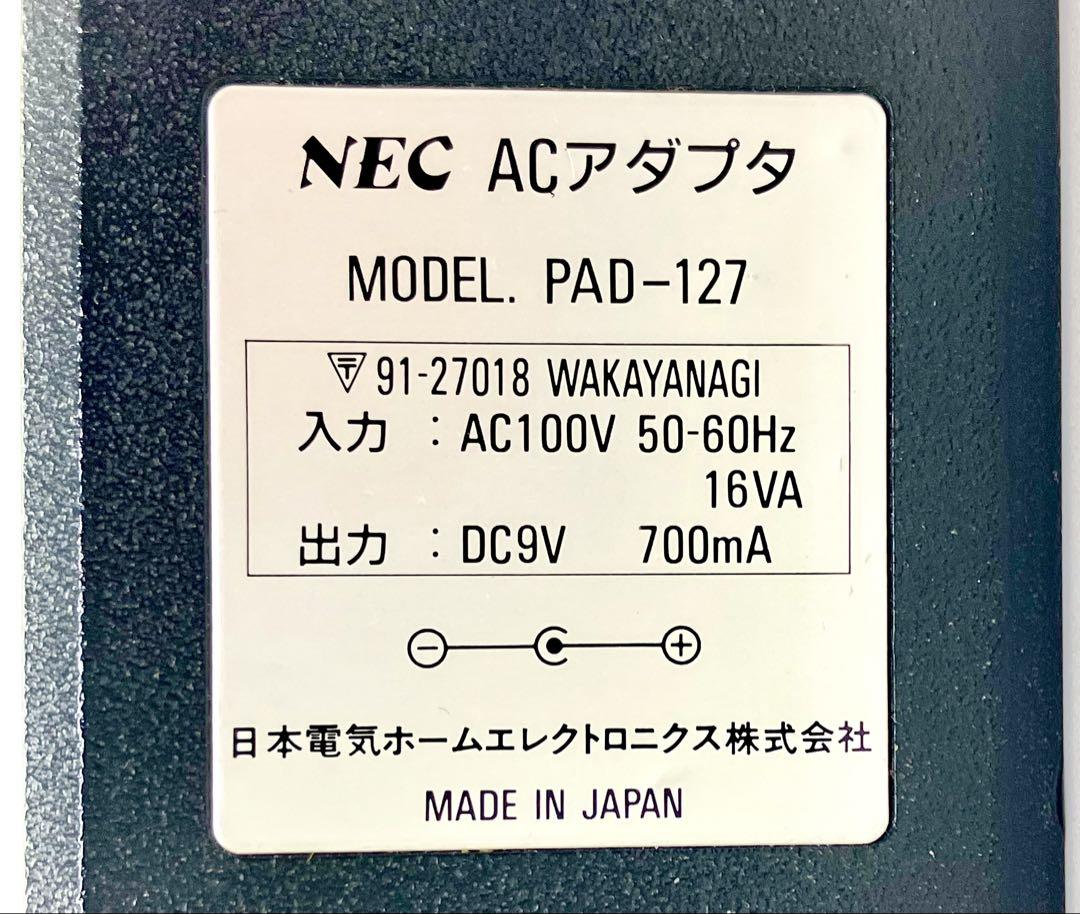 NEC ACアダプタ
MODEL. PAD-127
〒 91-27018 WAKAYANAGI
入力 : AC100V 50-60Hz
16VA
出力 : DC9V 700mA
日本電気ホームエレクトロニクス株式会社
MADE IN JAPAN